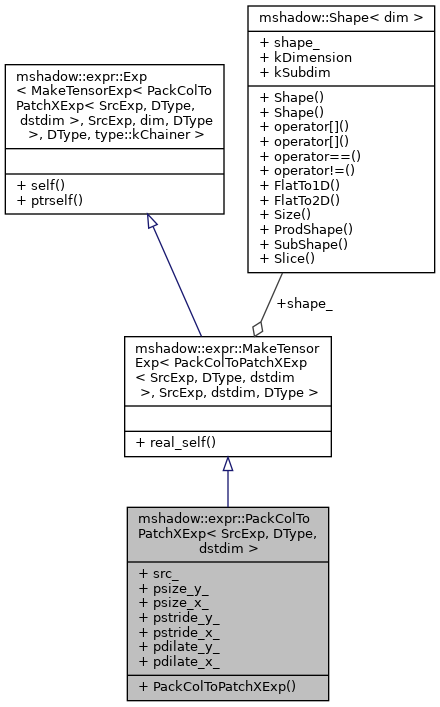 mshadow::Shape< dim >
+ shape_
+ kDimension
+ kSubdim
+ Shape()
+ Shape()
+ operator[]()
+ operator[]()
+ operator==()
+ operator!=()
+ FlatTo1D()
+ FlatTo2D()
+ Size()
+ ProdShape()
+ SubShape()
+ Slice()
mshadow::expr::Exp
< MakeTensorExp< PackColTo
PatchXExp< SrcExp, DType,
dstdim >, SrcExp, dim, DType
>, DType, type::kChainer >
+ self()
+ ptrself()
+shape_
mshadow::expr::MakeTensor
Exp< PackColToPatchXExp
< SrcExp, DType, dstdim
>, SrcExp, dstdim, DType >
+ real_self()
mshadow::expr::PackColTo
PatchXExp< SrcExp, DType,
dstdim >
+ src_
+ psize_y_
+ psize_x_
+ pstride_y_
+ pstride_x_
+ pdilate_y_
+ pdilate_x_
+ PackColToPatchXExp()